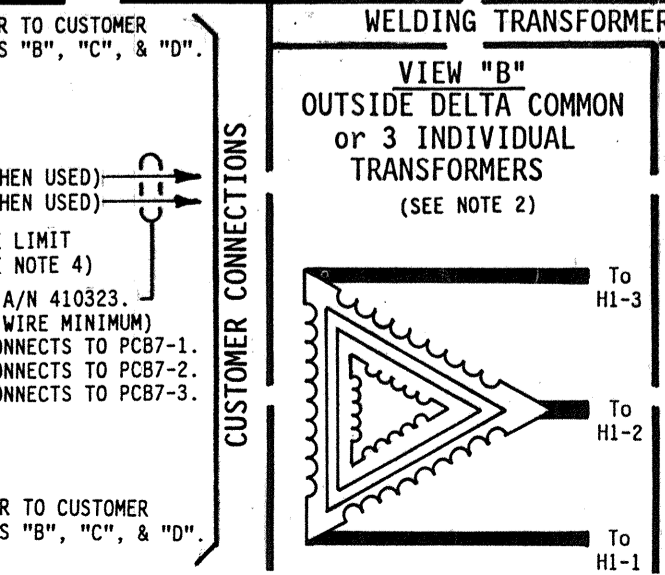 R TO CUSTOMER
S "B", "C", & "D".
HEN USED)
HEN USED)
E LIMIT
E NOTE 4)
A/N 410323.
WIRE MINIMUM)
ONNECTS TO PCB7-1.
ONNECTS TO PCB7-2.
ONNECTS TO PCB7-3.
R TO CUSTOMER
S "B", "C", & "D".
CUSTOMER CONNECTIONS
WELDING TRANSFORMER
VIEW "B"
OUTSIDE DELTA COMMON
or 3 INDIVIDUAL
TRANSFORMERS
(SEE NOTE 2)
To
H1-3
To
H1-2
To
H1-1